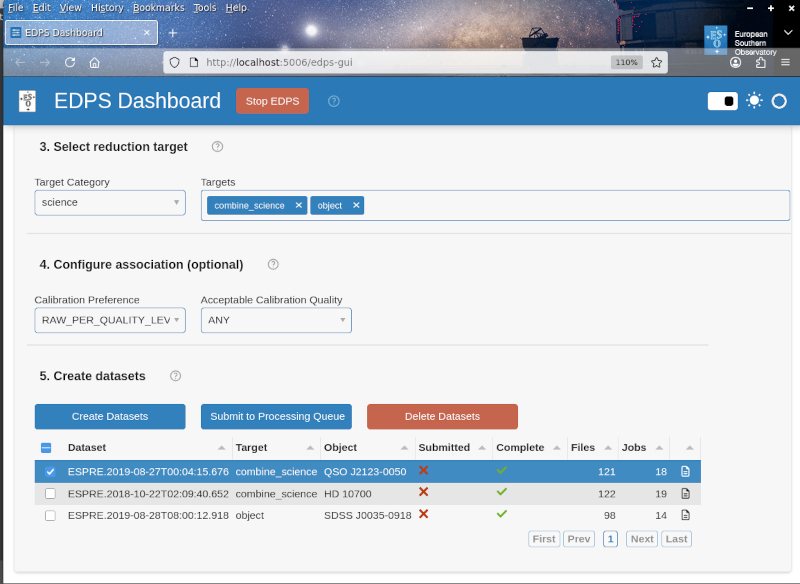 File Edit View History Bookmarks Tools Help
EDPS Dashboard
European
Southern
Observatory
http://localhost:5006/edps-gui 110%
EDPS Dashboard Stop EDPS
3. Select reduction target
Target Category Targets
science combine_science object
4. Configure association (optional)
Calibration Preference Acceptable Calibration Quality
RAW_PER_QUALITY_LEV ANY
5. Create datasets
Create Datasets Submit to Processing Queue Delete Datasets
Dataset Target Object Submitted Complete Files Jobs
ESPRE.2019-08-27T00:04:15.676 combine_science QSO J2123-0050 121 18
ESPRE.2018-10-22T02:09:40.652 combine_science HD 10700 122 19
ESPRE.2019-08-28T08:00:12.918 object SDSS J0035-0918 98 14
First Prev 1 Next Last